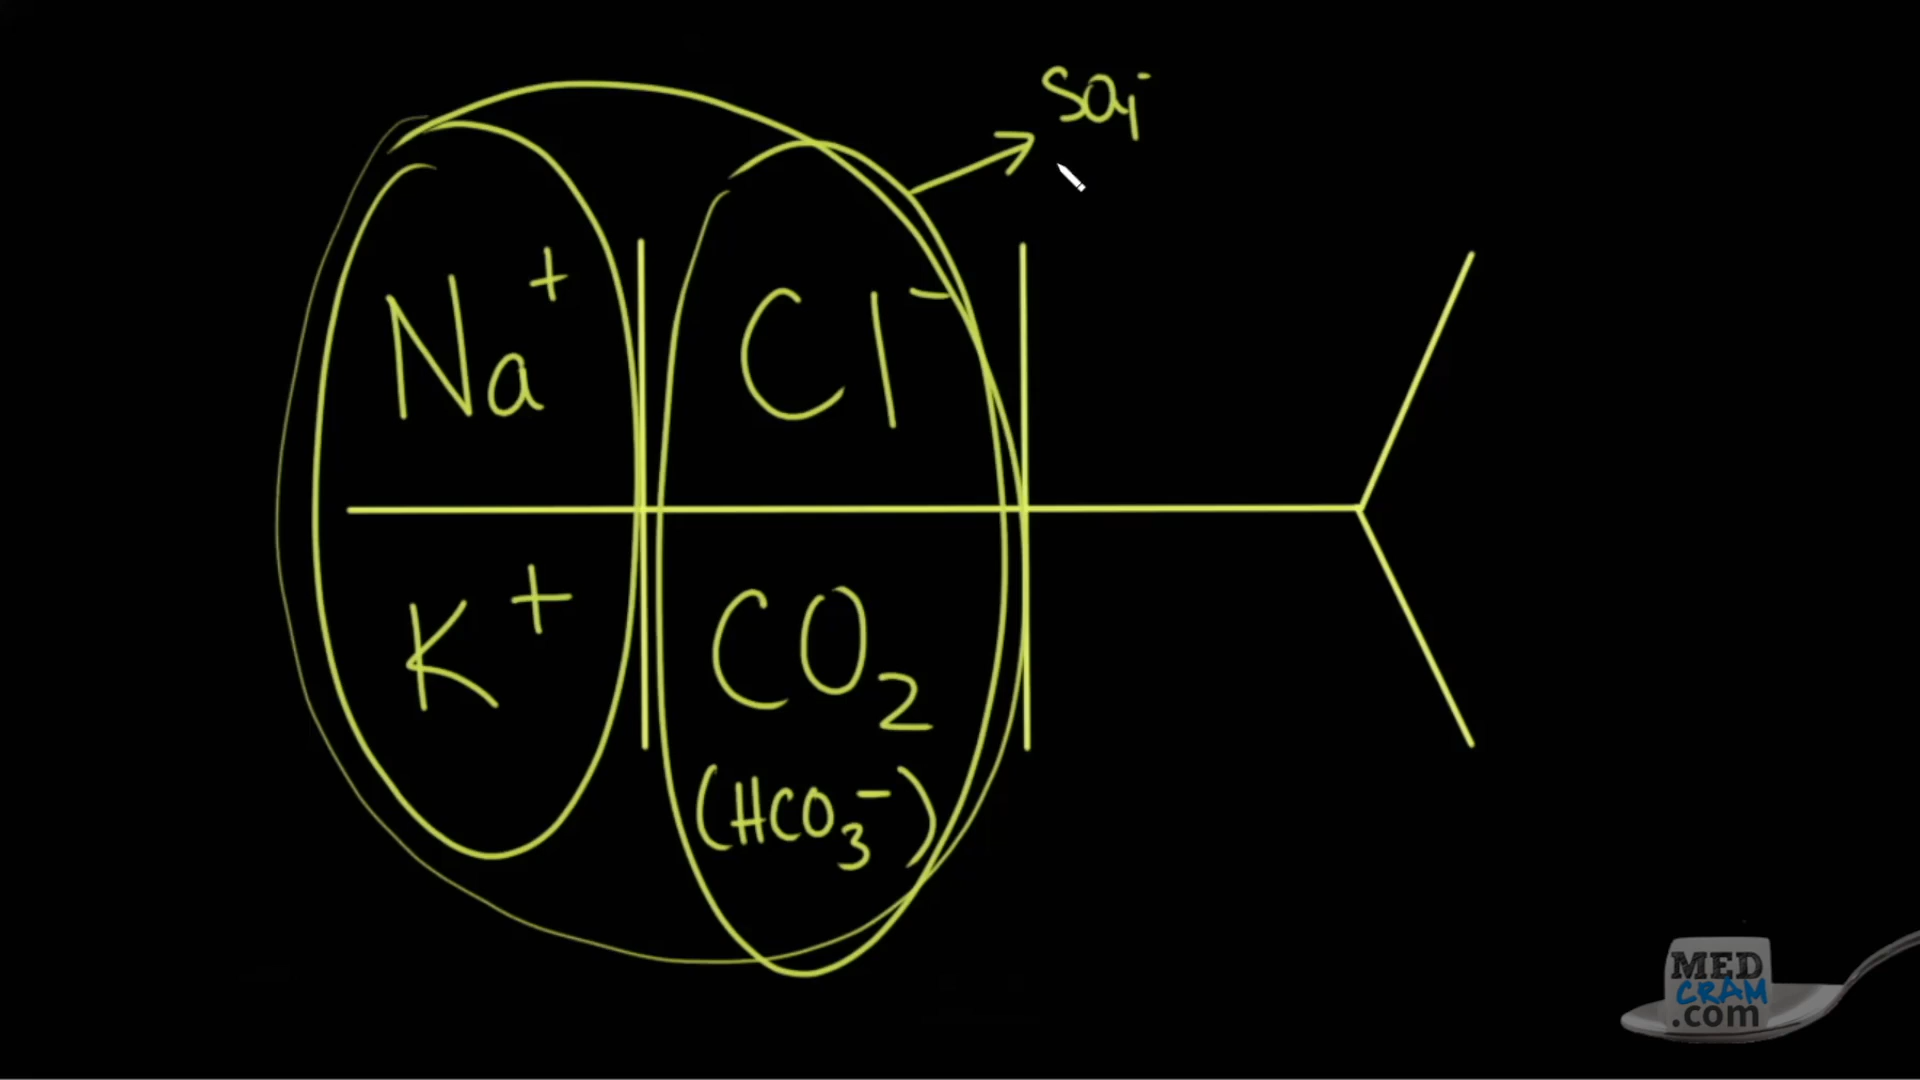 SO4-
Na+ Cl-
K+ CO2
(HCO3-)
MED
CRAM
.com